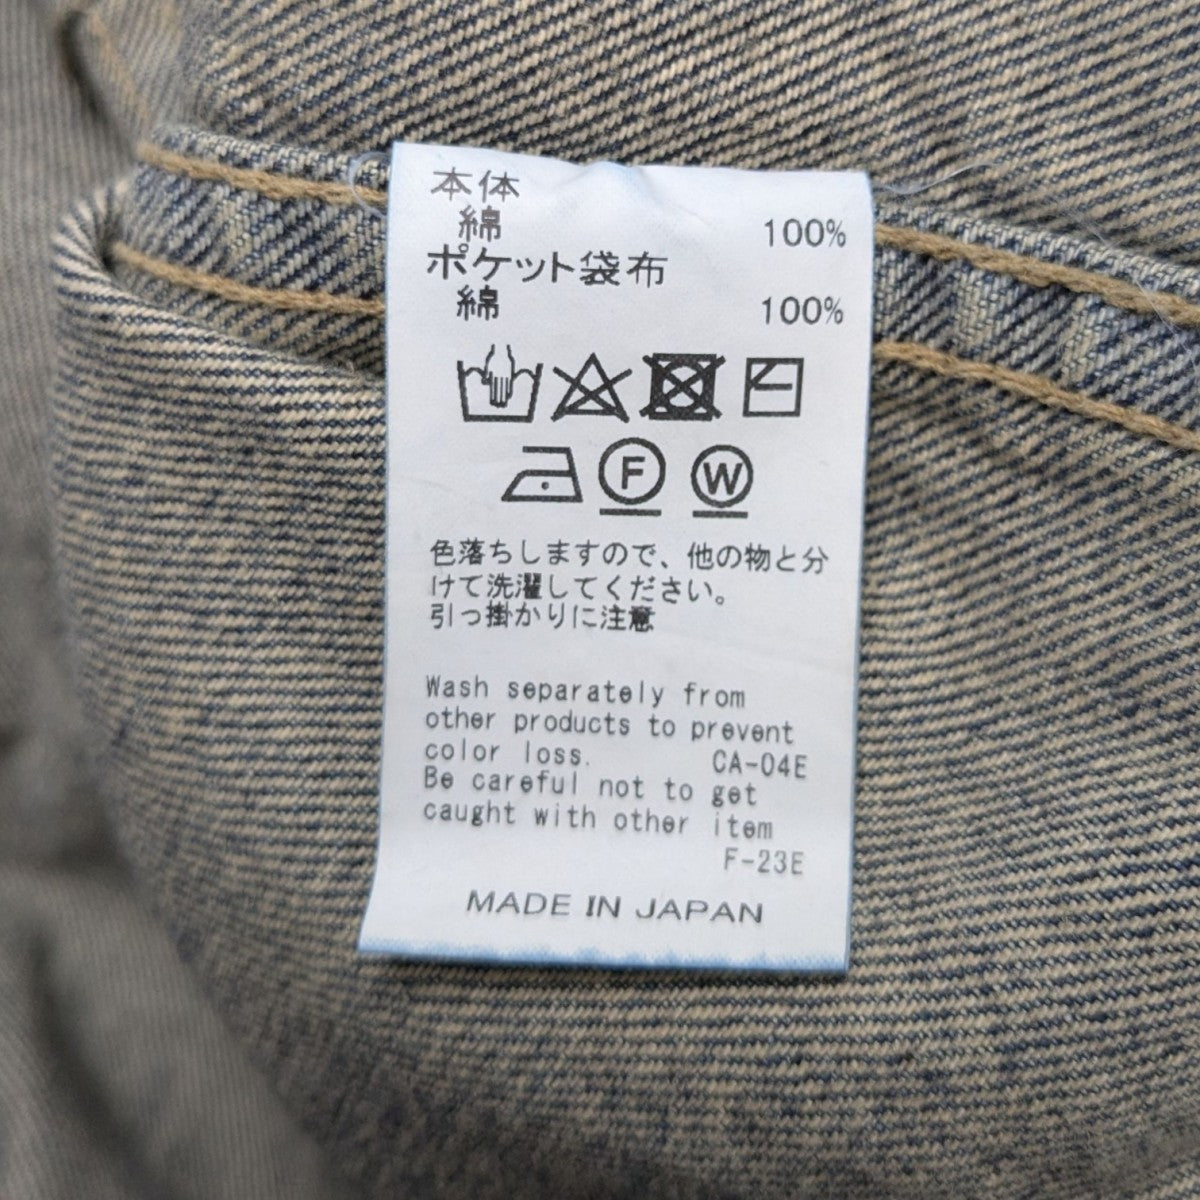 本体
綿 100%
ポケット袋布
綿 100%
F W
色落ちしますので、他の物と分
けて洗濯してください。
引っ掛かりに注意
Wash separately from
other products to prevent
color loss. CA-04E
Be careful not to get
caught with other item
F-23E
MADE IN JAPAN